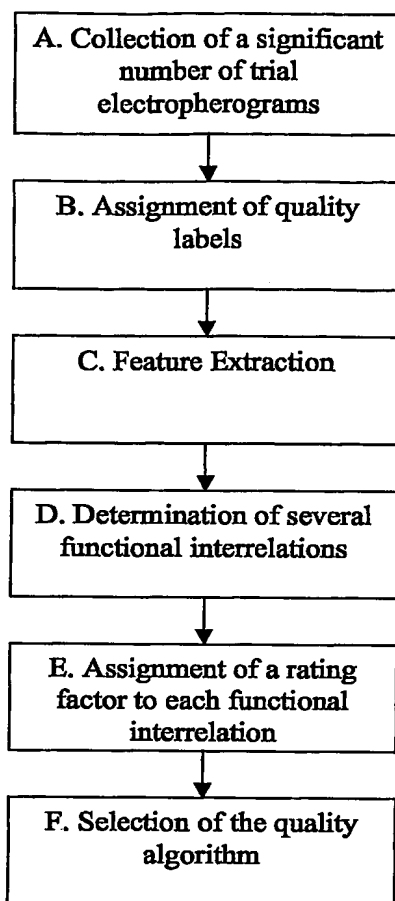 A. Collection of a significant
number of trial
electropherograms
B. Assignment of quality
labels
C. Feature Extraction
D. Determination of several
functional interrelations
E. Assignment of a rating
factor to each functional
interrelation
F. Selection of the quality
algorithm